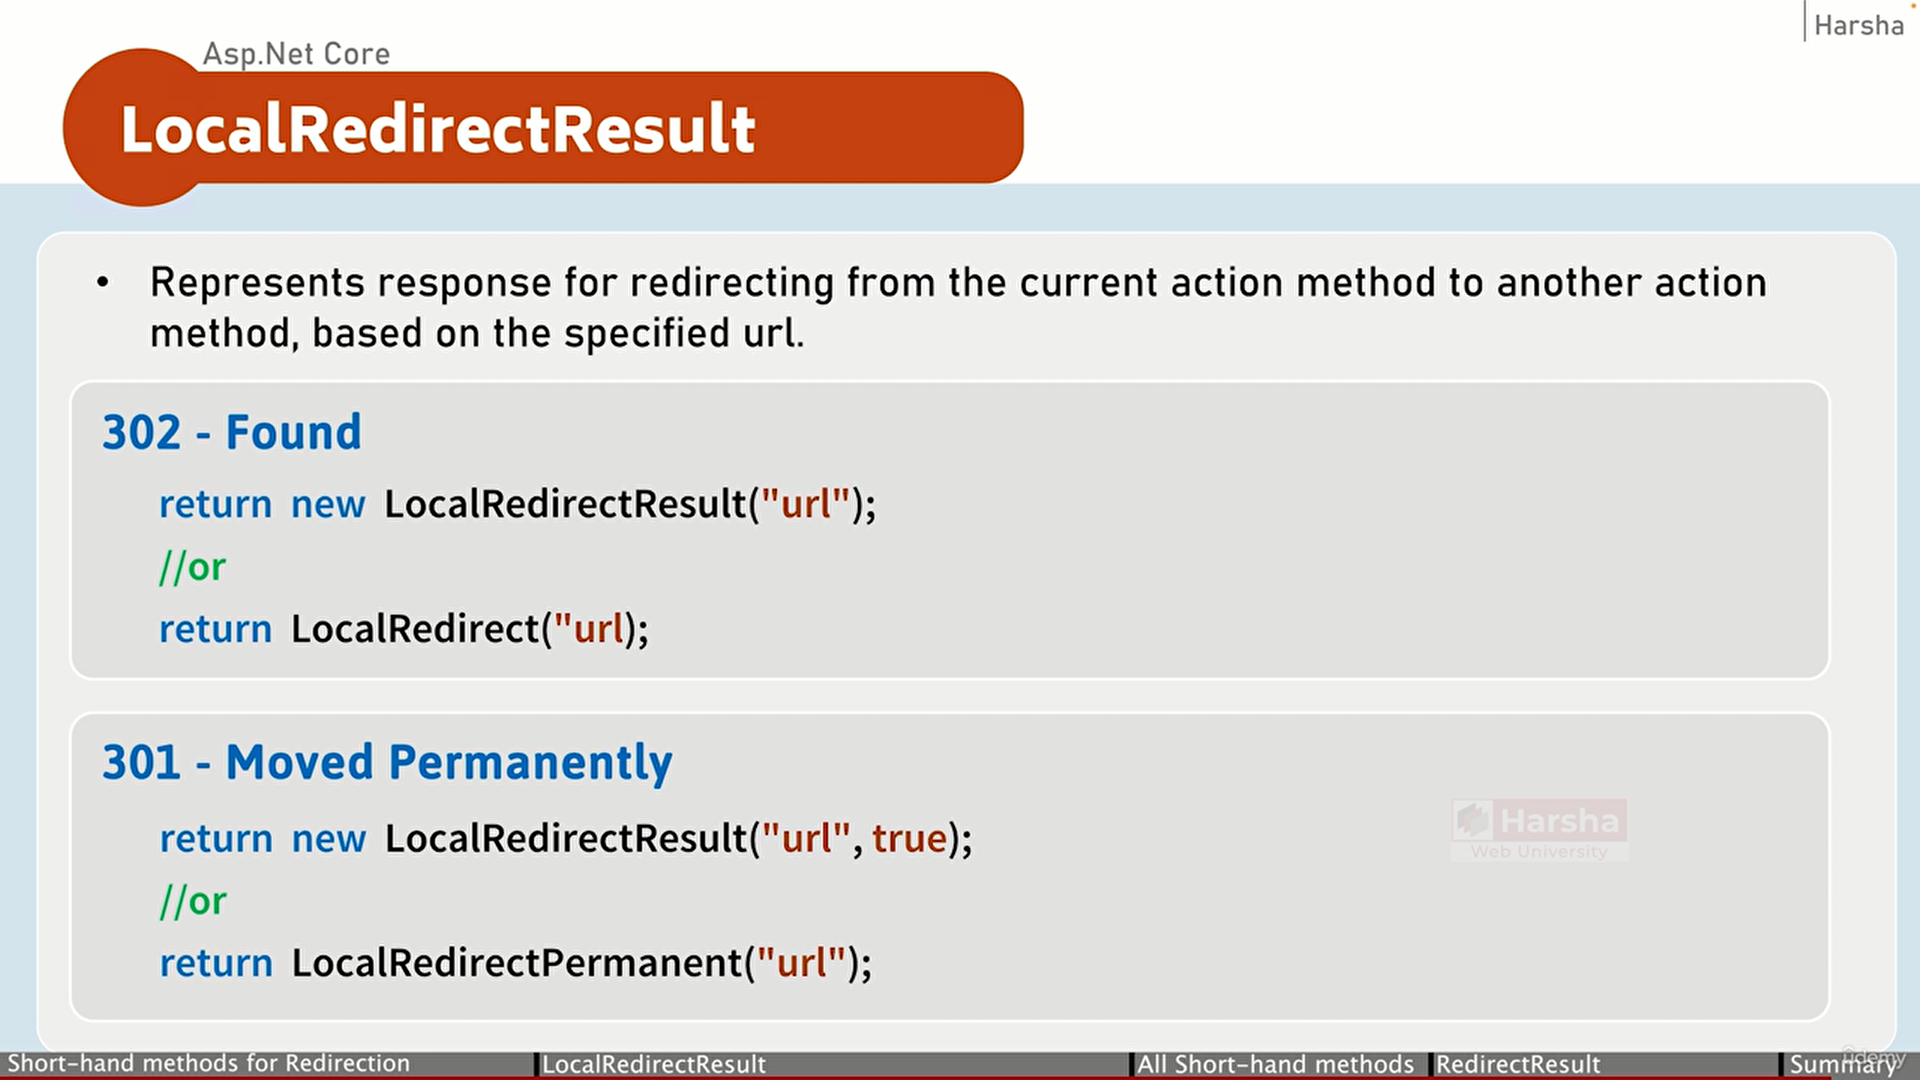 Harsha
Asp.Net Core
LocalRedirectResult
• Represents response for redirecting from the current action method to another action
method, based on the specified url.
302 - Found
return new LocalRedirectResult("url");
//or
return LocalRedirect("url);
301 - Moved Permanently
return new LocalRedirectResult("url", true);
//or
return LocalRedirectPermanent("url");
Harsha
Web University
Short-hand methods for Redirection LocalRedirectResult All Short-hand methods RedirectResult Summary
udemy